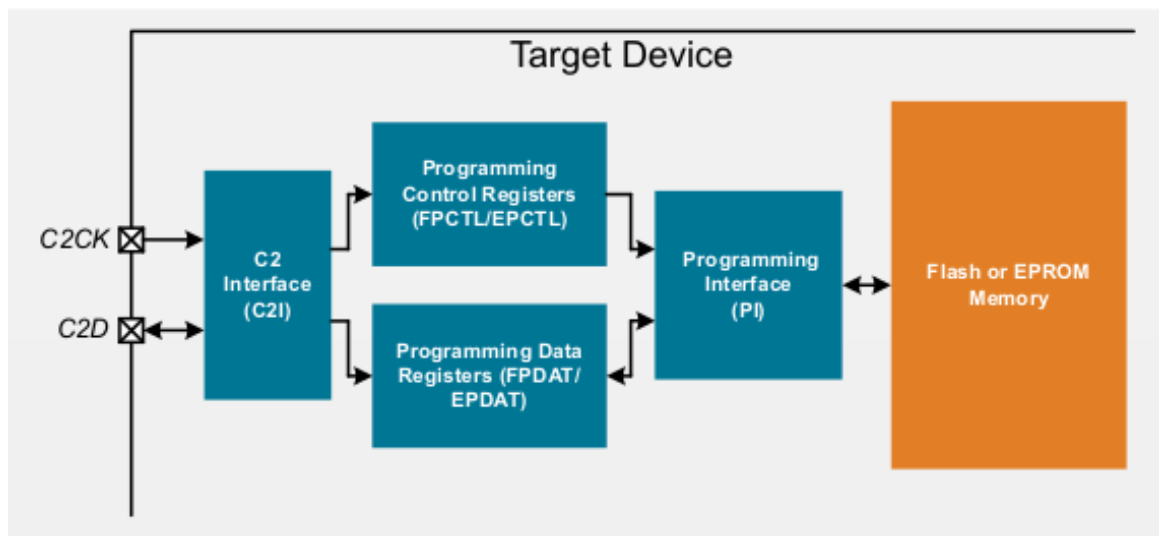 Target Device
C2CK
C2D
C2
Interface
(C2I)
Programming
Control Registers
(FPCTL/EPCTL)
Programming Data
Registers (FPDAT/
EPDAT)
Programming
Interface
(PI)
Flash or EPROM
Memory